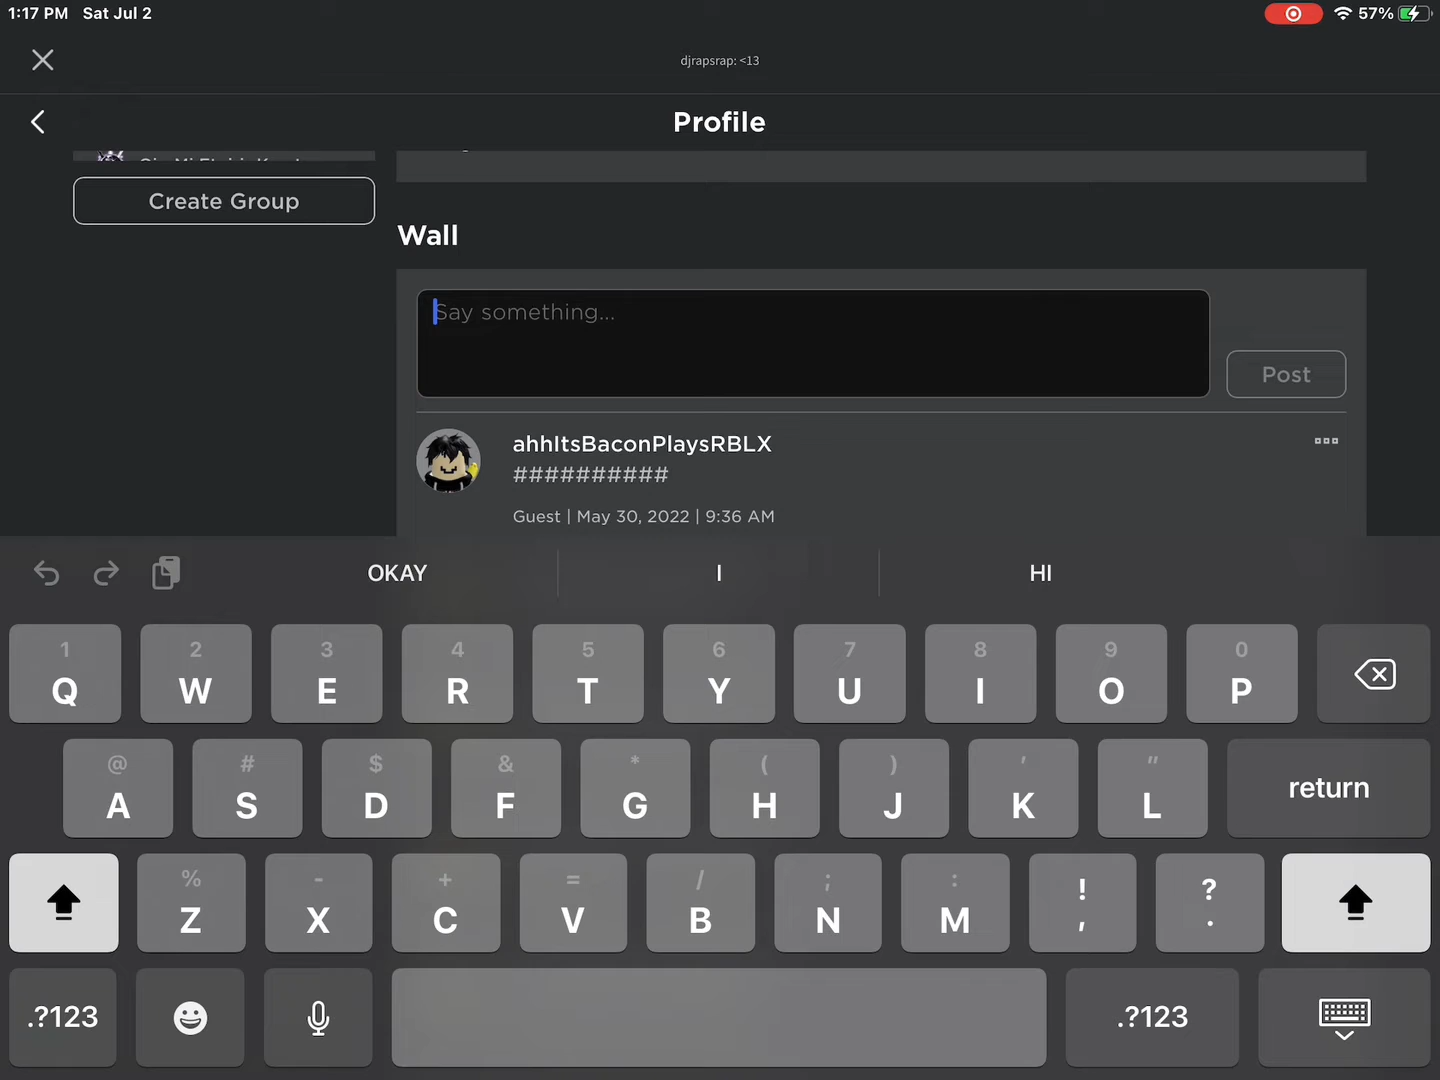 1:17 PM Sat Jul 2
57%
djrapsrap: <13
Profile
Create Group
Wall
Say something...
Post
ahhItsBaconPlaysRBLX
##########
Guest | May 30, 2022 | 9:36 AM
OKAY I HI
1 2 3 4 5 6 7 8 9 0
Q W E R T Y U I O P
@ # $ & * ( ) ' "
A S D F G H J K L return
% - + = / ; : ! ?
Z X C V B N M , .
.?123 .?123